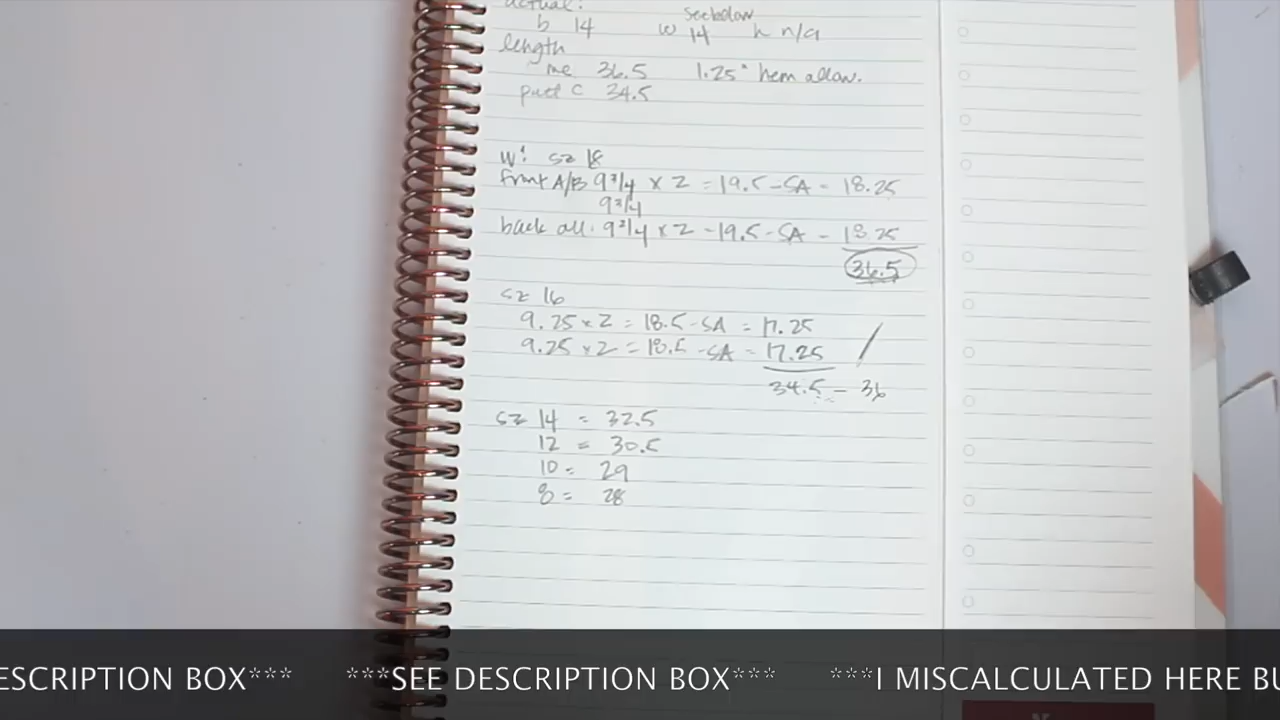 actual:
see below
b 14 w 14 h n/a
length
me 36.5 1.25" hem allow.
patt C 34.5
W: sz 18
front A/B 9 3/4 x 2 = 19.5 - SA = 18.25
9 3/4
back all. 9 3/4 x 2 = 19.5 - SA = 18.25
36.5
sz 16
9.25 x 2 = 18.5 - SA = 17.25
9.25 x 2 = 18.5 - SA = 17.25
34.5 - 36
sz 14 = 32.5
12 = 30.5
10 = 29
8 = 28
ESCRIPTION BOX*** ***SEE DESCRIPTION BOX*** ***I MISCALCULATED HERE BU